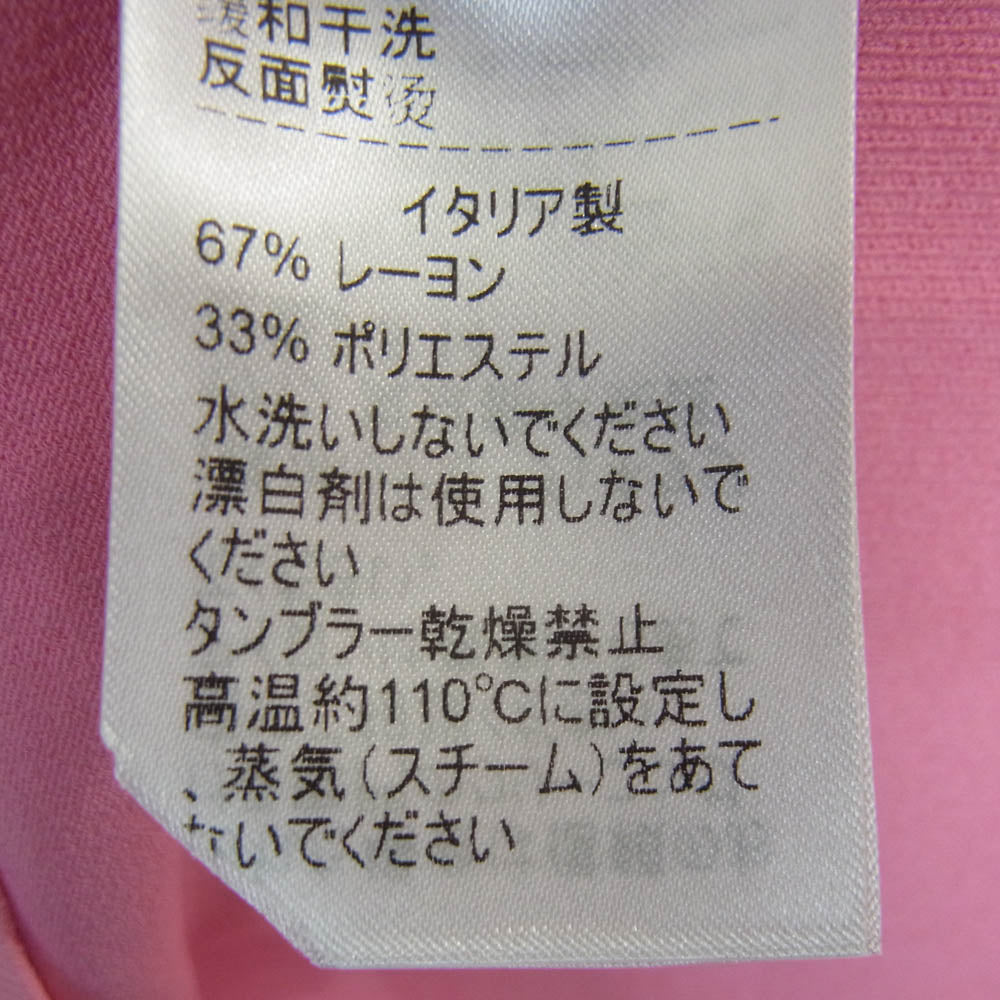 缓和干洗
反面熨烫
イタリア製
67% レーヨン
33% ポリエステル
水洗いしないでください
漂白剤は使用しないで
ください
タンブラー乾燥禁止
高温約110℃に設定し
、蒸気(スチーム)をあて
ないでください